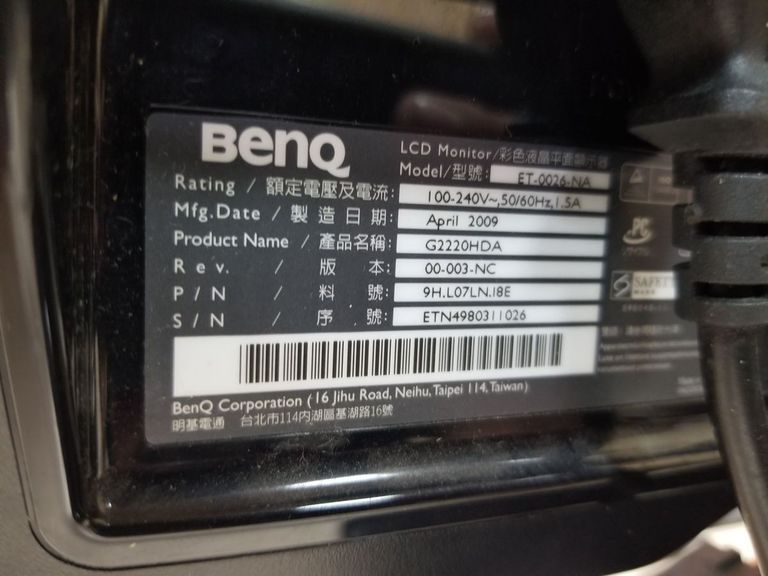 BenQ
LCD Monitor/彩色液晶平面顯示器
Model/型號: ET-0026-NA
Rating / 額定電壓及電流: 100-240V~,50/60Hz,1.5A
Mfg.Date / 製造日期: April 2009
Product Name / 產品名稱: G2220HDA
Rev. / 版本: 00-003-NC
P/N / 料號: 9H.L07LN.I8E
S/N / 序號: ETN4980311026
BenQ Corporation (16 Jihu Road, Neihu, Taipei 114, Taiwan)
明基電通 台北市114內湖區基湖路16號
PC
SAFETY